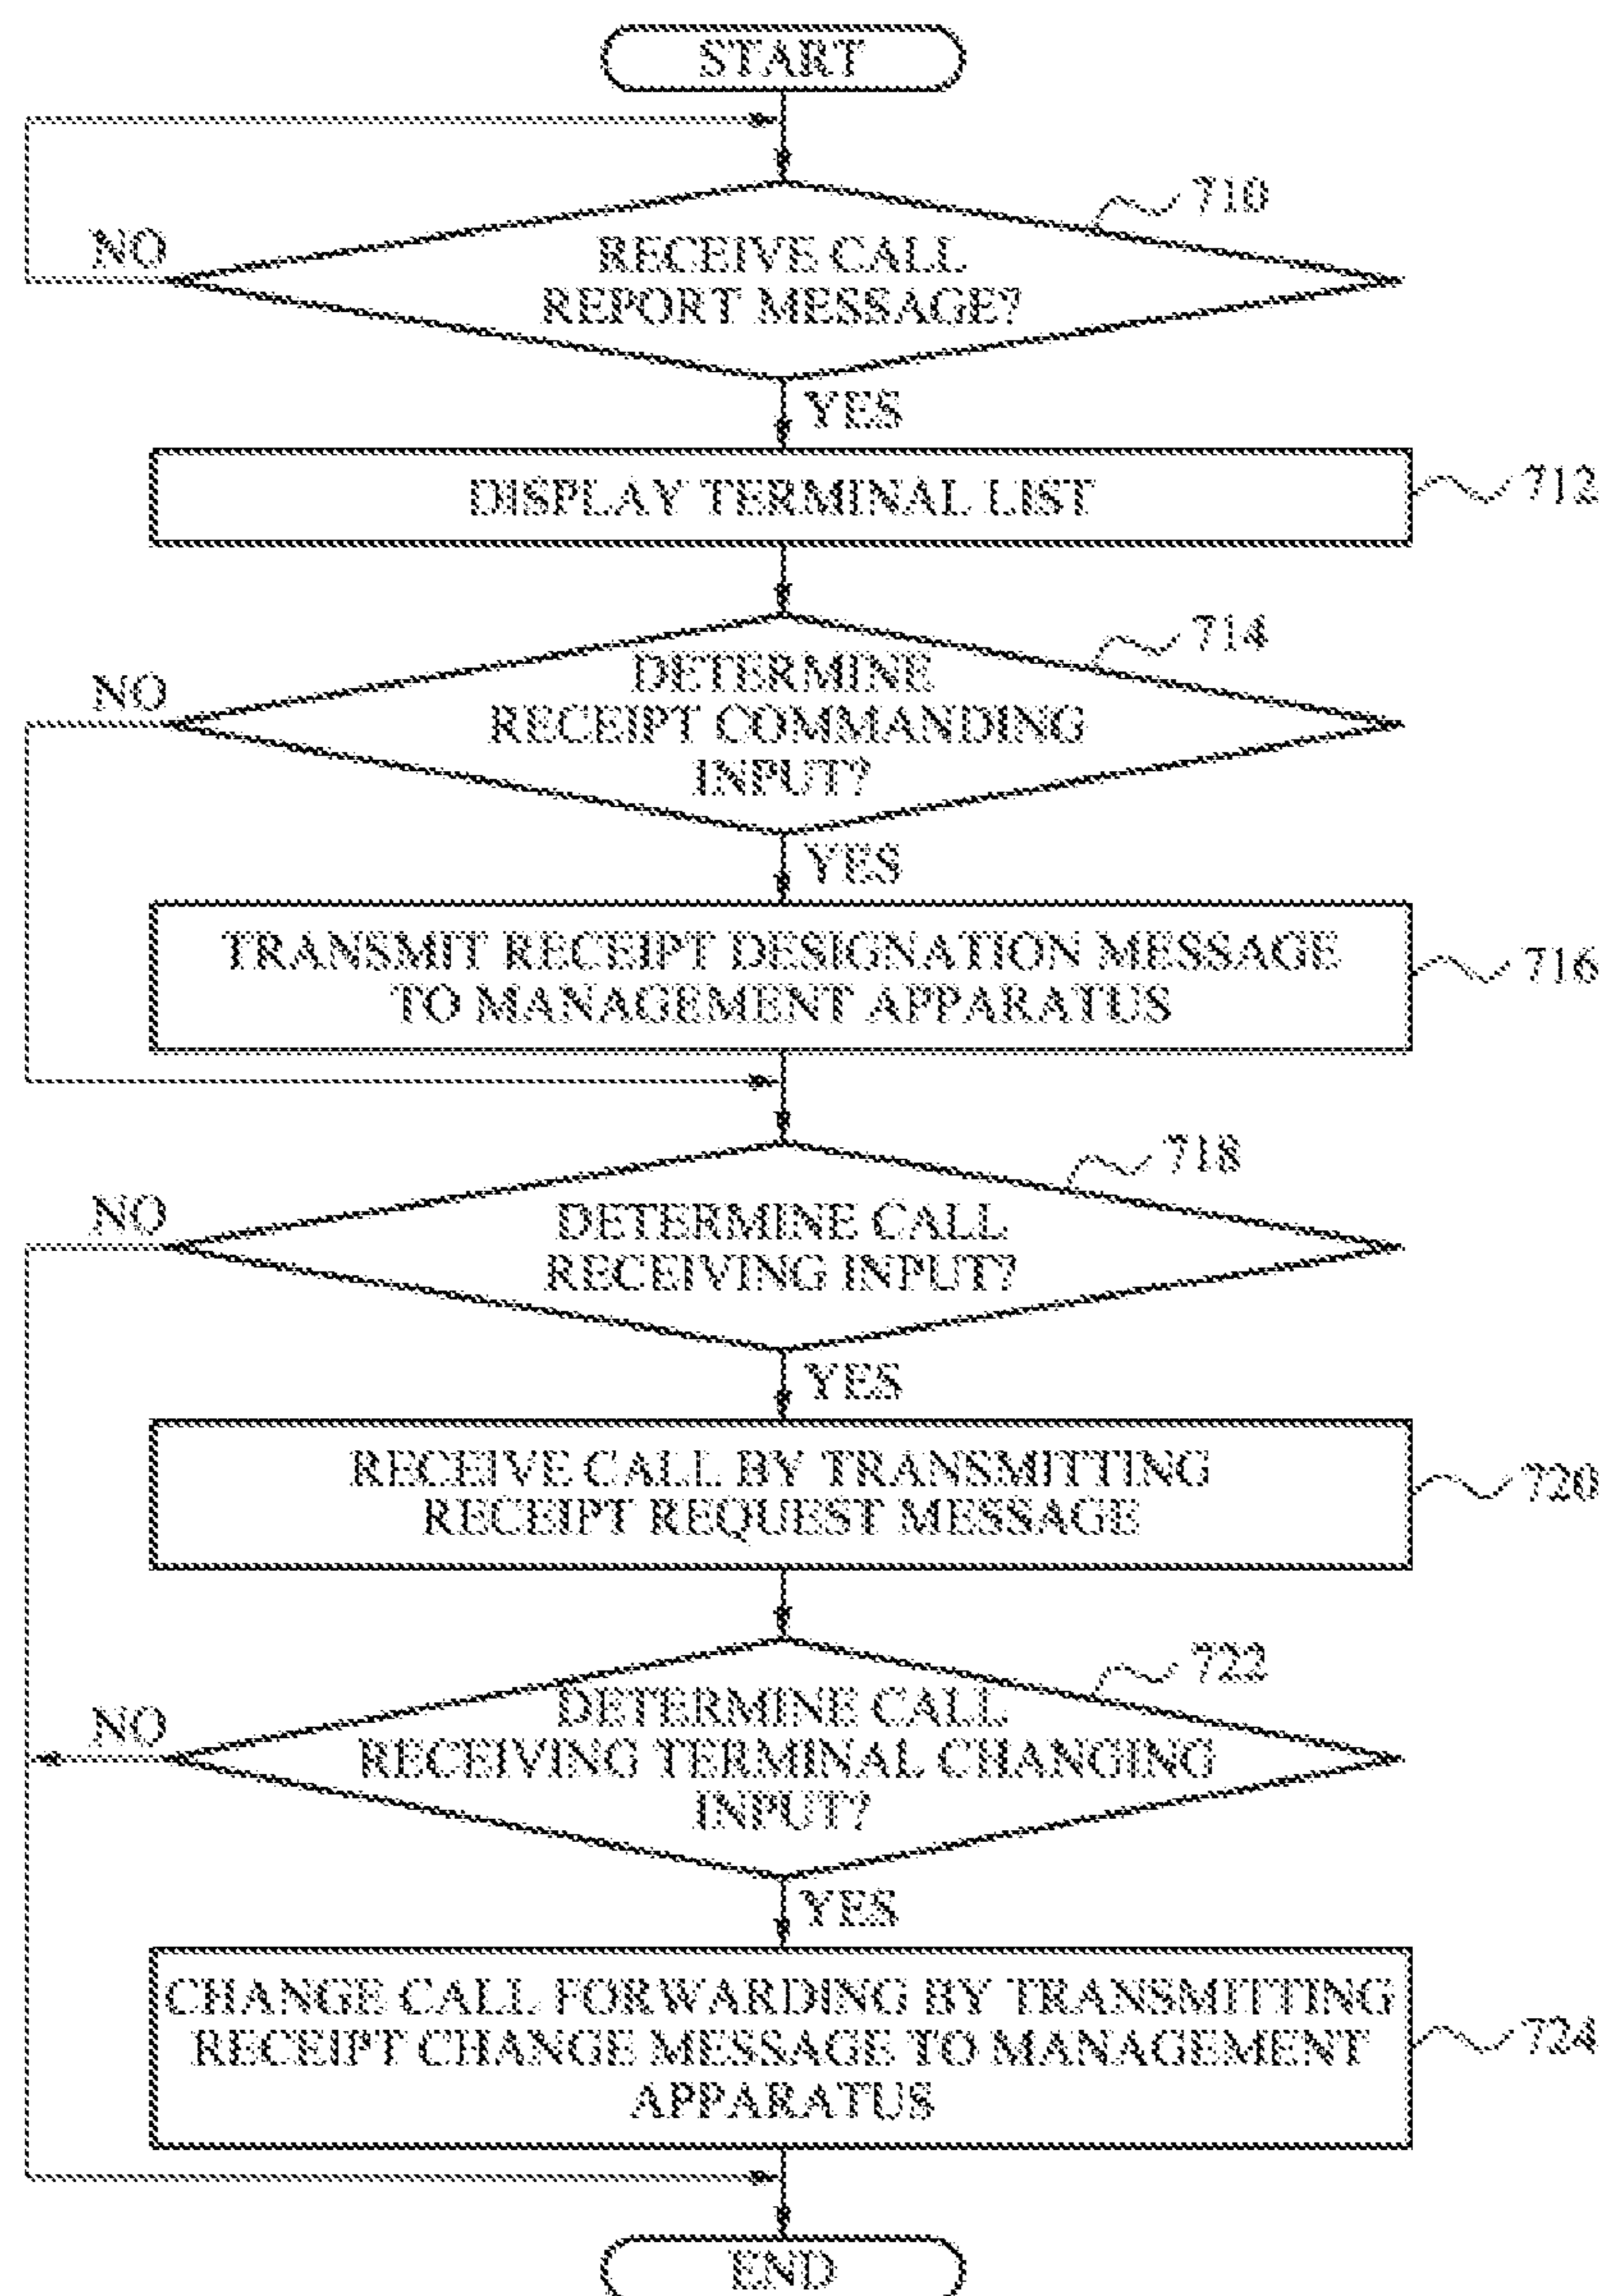 START
710
NO
RECEIVE CALL
REPORT MESSAGE?
YES
DISPLAY TERMINAL LIST
712
714
NO
DETERMINE
RECEIPT COMMANDING
INPUT?
YES
TRANSMIT RECEIPT DESIGNATION MESSAGE
TO MANAGEMENT APPARATUS
716
718
NO
DETERMINE CALL
RECEIVING INPUT?
YES
RECEIVE CALL BY TRANSMITTING
RECEIPT REQUEST MESSAGE
720
722
NO
DETERMINE CALL
RECEIVING TERMINAL CHANGING
INPUT?
YES
CHANGE CALL FORWARDING BY TRANSMITTING
RECEIPT CHANGE MESSAGE TO MANAGEMENT
APPARATUS
724
END